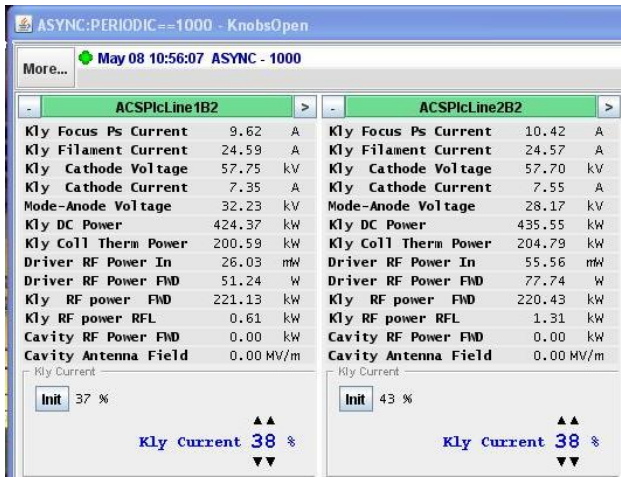 ASYNC:PERIODIC==1000 - KnobsOpen
More... May 08 10:56:07 ASYNC - 1000
- ACSPlcLine1B2 >
Kly Focus Ps Current 9.62 A
Kly Filament Current 24.59 A
Kly Cathode Voltage 57.75 kV
Kly Cathode Current 7.35 A
Mode-Anode Voltage 32.23 kV
Kly DC Power 424.37 kW
Kly Coll Therm Power 200.59 kW
Driver RF Power In 26.03 mW
Driver RF Power FWD 51.24 W
Kly RF power FWD 221.13 kW
Kly RF power RFL 0.61 kW
Cavity RF Power FWD 0.00 kW
Cavity Antenna Field 0.00 MV/m
Kly Current
Init 37 %
Kly Current 38 %
- ACSPlcLine2B2 >
Kly Focus Ps Current 10.42 A
Kly Filament Current 24.57 A
Kly Cathode Voltage 57.70 kV
Kly Cathode Current 7.55 A
Mode-Anode Voltage 28.17 kV
Kly DC Power 435.55 kW
Kly Coll Therm Power 204.79 kW
Driver RF Power In 55.56 mW
Driver RF Power FWD 77.74 W
Kly RF power FWD 220.43 kW
Kly RF power RFL 1.31 kW
Cavity RF Power FWD 0.00 kW
Cavity Antenna Field 0.00 MV/m
Kly Current
Init 43 %
Kly Current 38 %